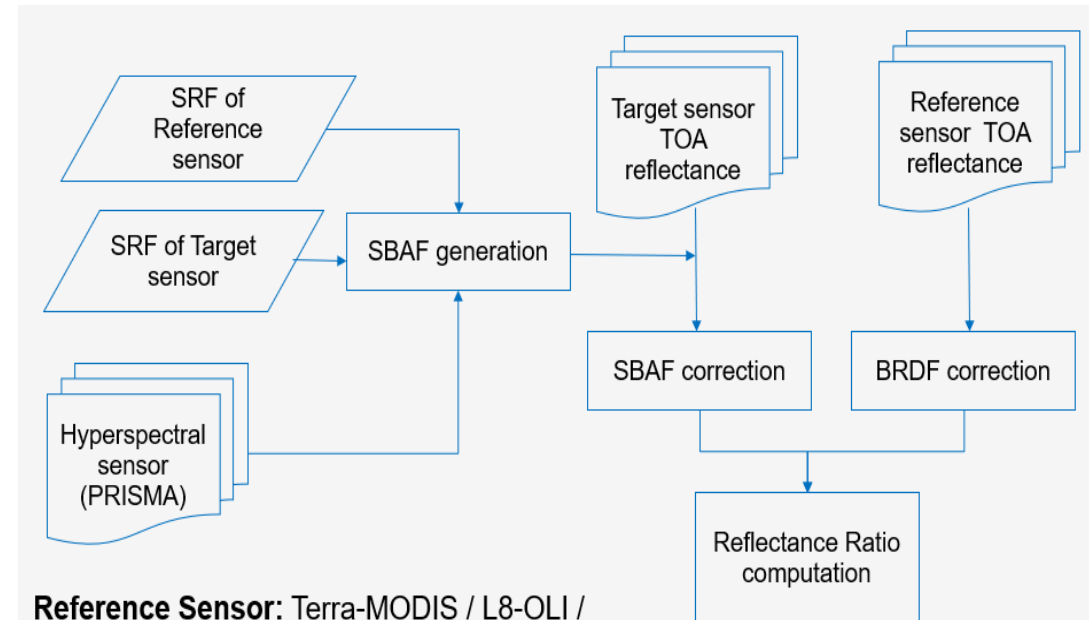 SRF of
Reference
sensor
SRF of Target
sensor
Hyperspectral
sensor
(PRISMA)
SBAF generation
Target sensor
TOA
reflectance
Reference
sensor TOA
reflectance
SBAF correction
BRDF correction
Reflectance Ratio
computation
Reference Sensor: Terra-MODIS / L8-OLI /